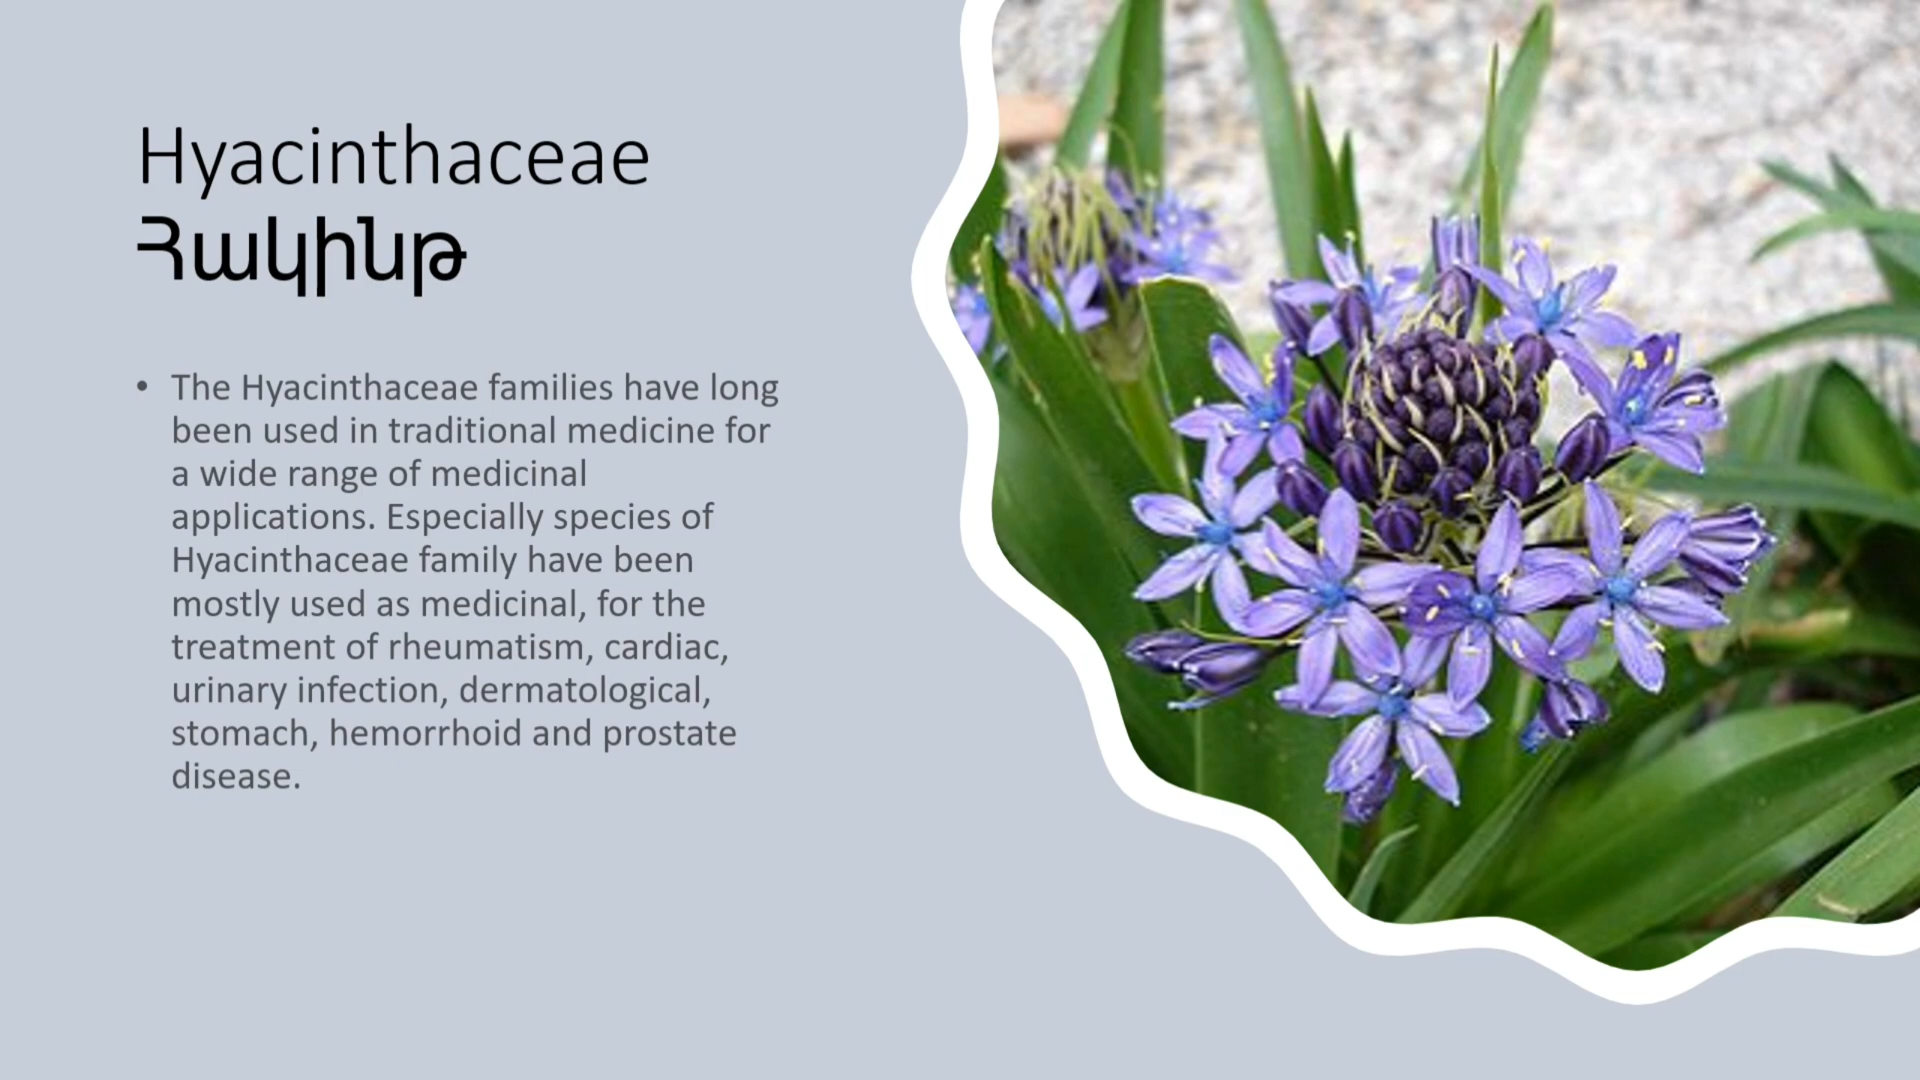 Hyacinthaceae
Հակինթ
• The Hyacinthaceae families have long
been used in traditional medicine for
a wide range of medicinal
applications. Especially species of
Hyacinthaceae family have been
mostly used as medicinal, for the
treatment of rheumatism, cardiac,
urinary infection, dermatological,
stomach, hemorrhoid and prostate
disease.